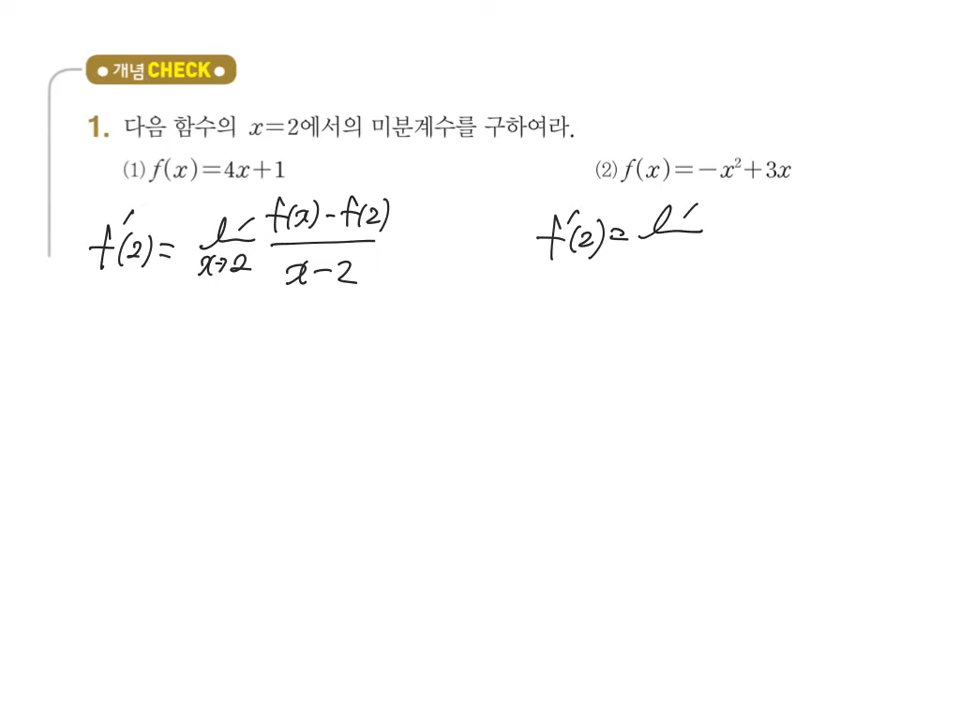 개념 CHECK
1. 다음 함수의 x=2에서의 미분계수를 구하여라.
(1) f(x)=4x+1
(2) f(x)=-x²+3x
f'(2)= lim x→2 f(x)-f(2) / x-2
f'(2)= lim